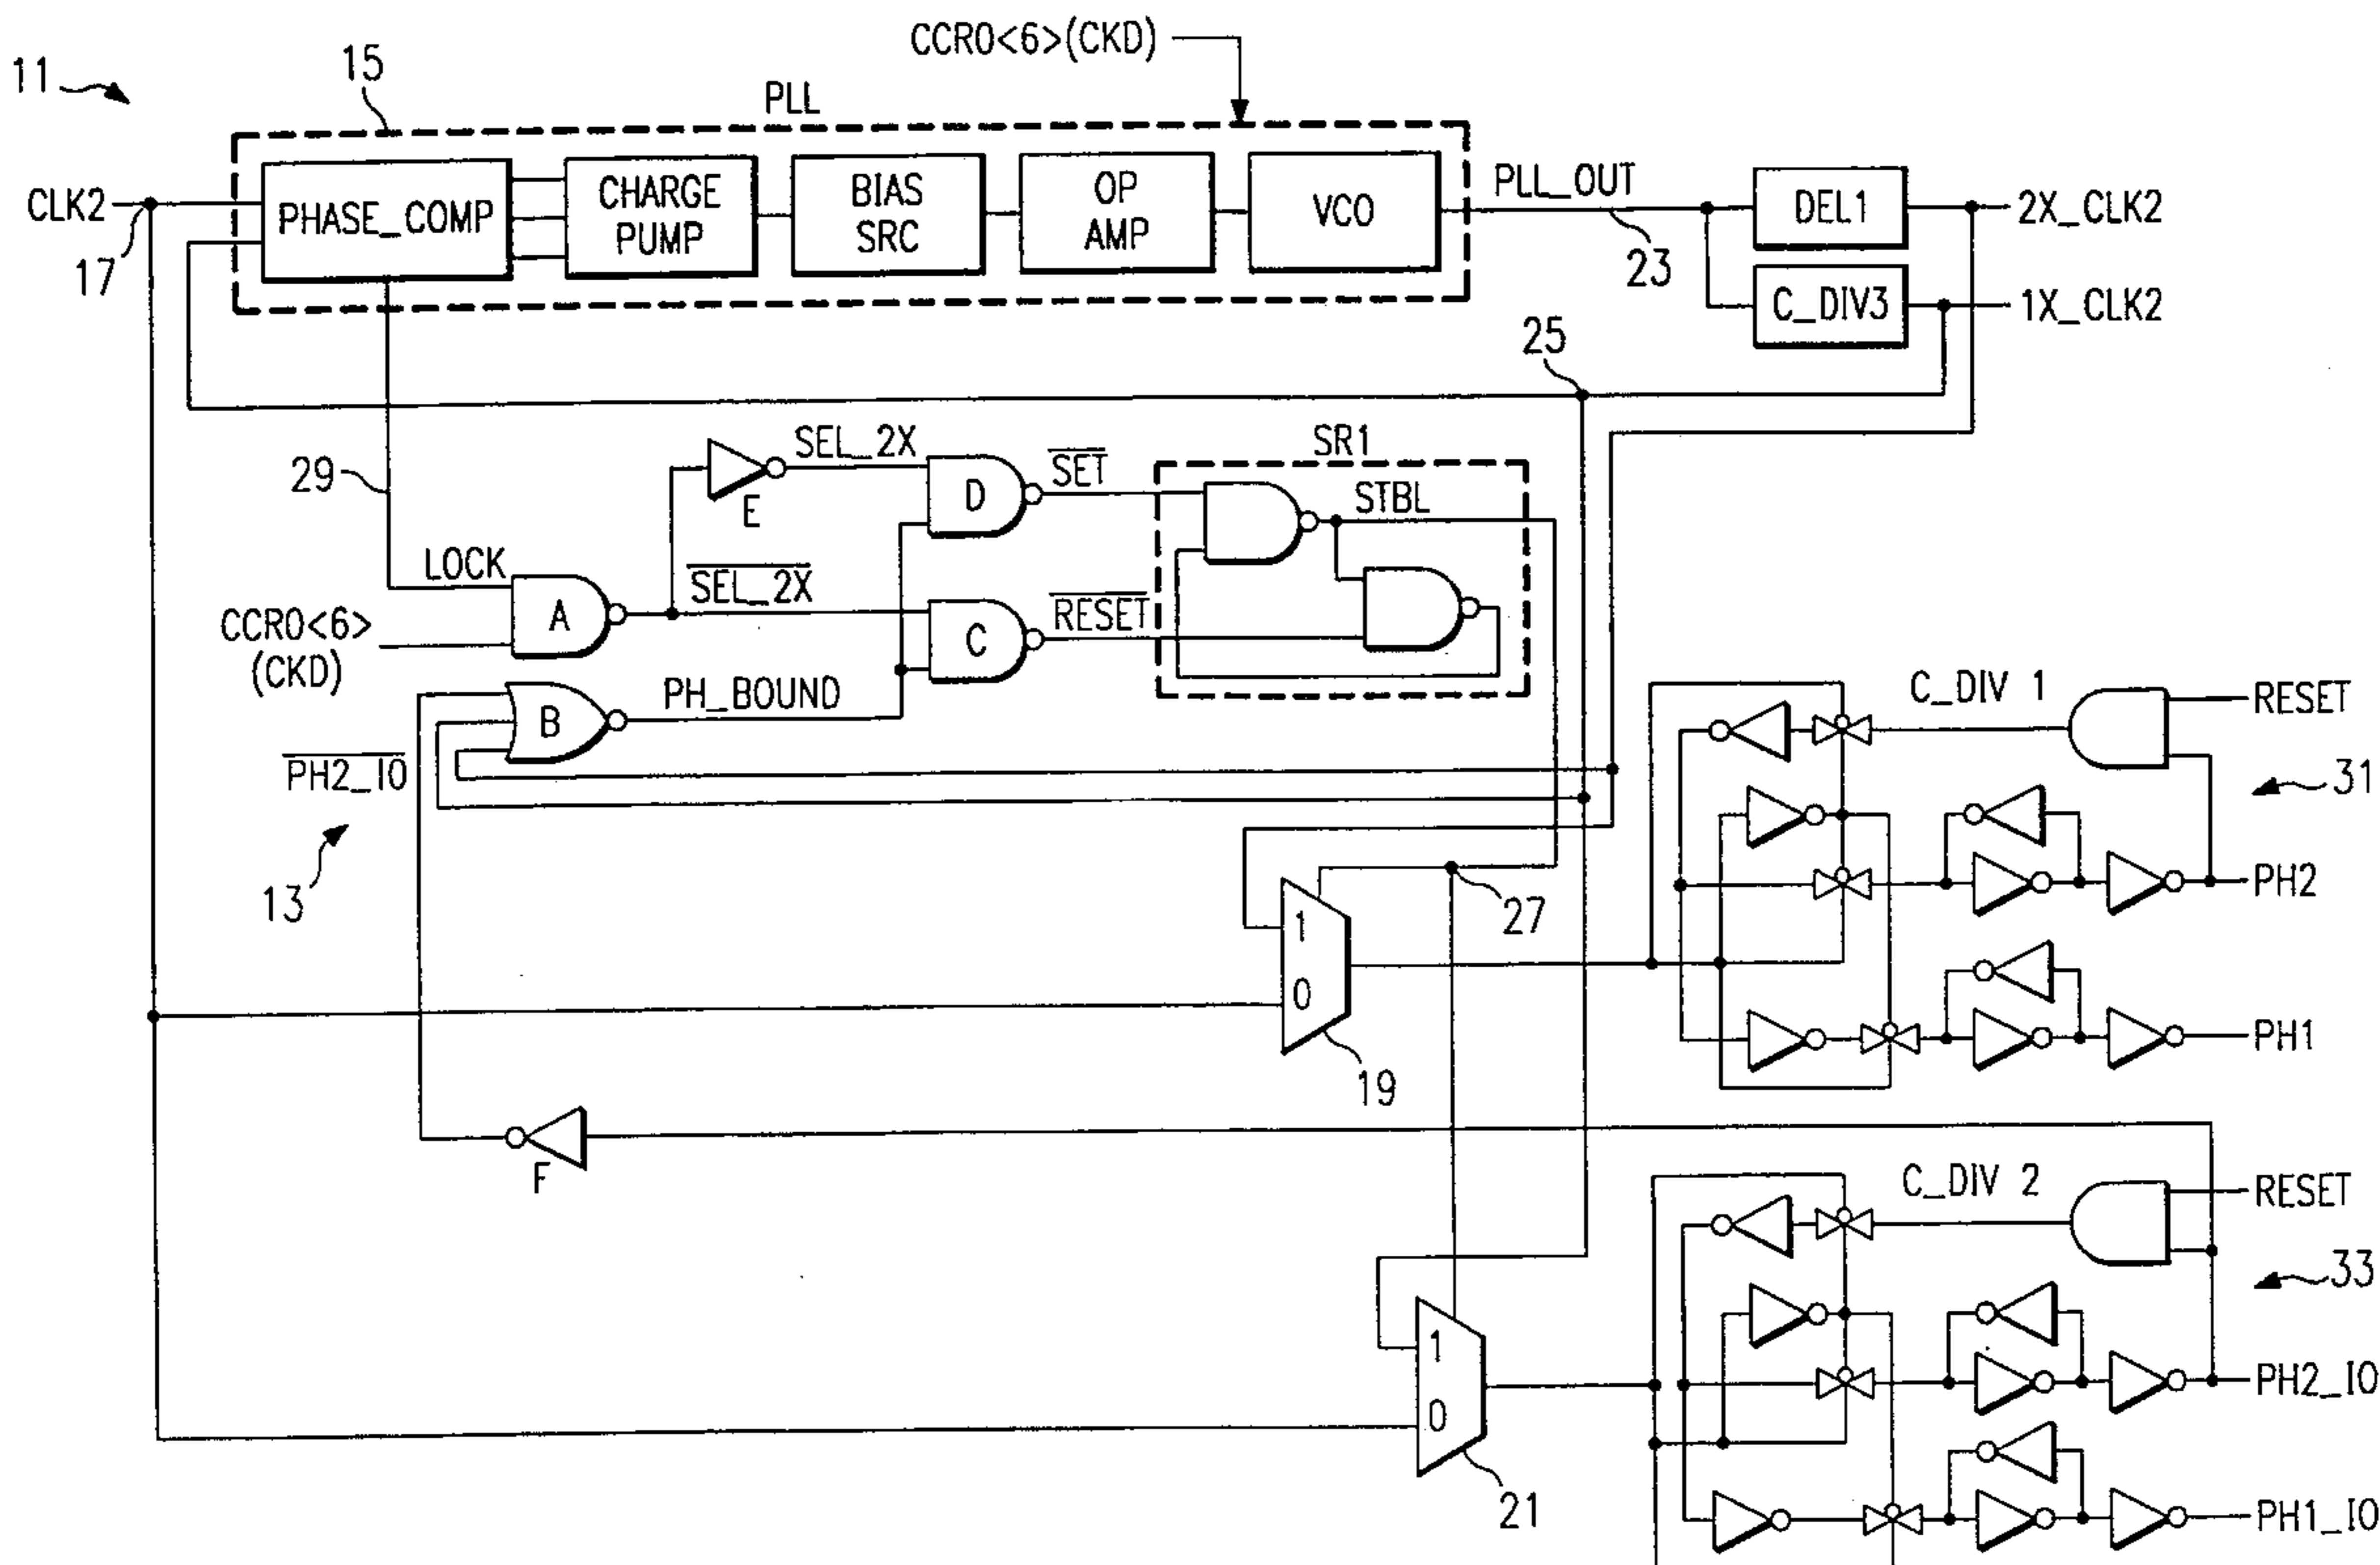 CCR0<6>(CKD)
11
15
PLL
CLK2
17
PHASE_COMP
CHARGE
PUMP
BIAS
SRC
OP
AMP
VCO
PLL_OUT
23
DEL1
2X_CLK2
C_DIV3
1X_CLK2
25
29
SEL_2X
E
D
SET
SR1
STBL
LOCK
A
SEL_2X
C
RESET
CCR0<6>
(CKD)
B
PH_BOUND
PH2_IO
13
C_DIV 1
RESET
31
PH2
27
1
0
19
PH1
F
C_DIV 2
RESET
33
1
0
21
PH2_IO
PH1_IO